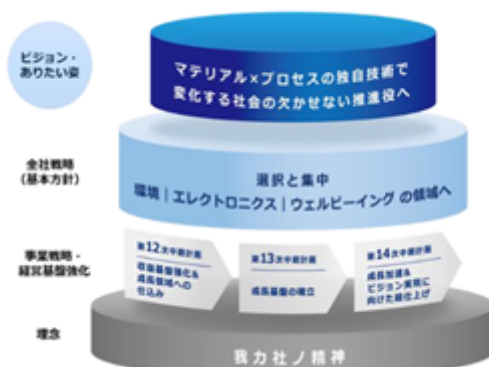 ビジョン・
ありたい姿
マテリアル×プロセスの独自技術で
変化する社会の欠かせない推進役へ
全社戦略
(基本方針)
選択と集中
環境｜エレクトロニクス｜ウェルビーイング の領域へ
事業戦略・
経営基盤強化
第12次中期計画
収益基盤強化&
成長領域への
仕込み
第13次中期計画
成長基盤の確立
第14次中期計画
成長加速&
ビジョン実現に
向けた総仕上げ
理念
我力社ノ精神